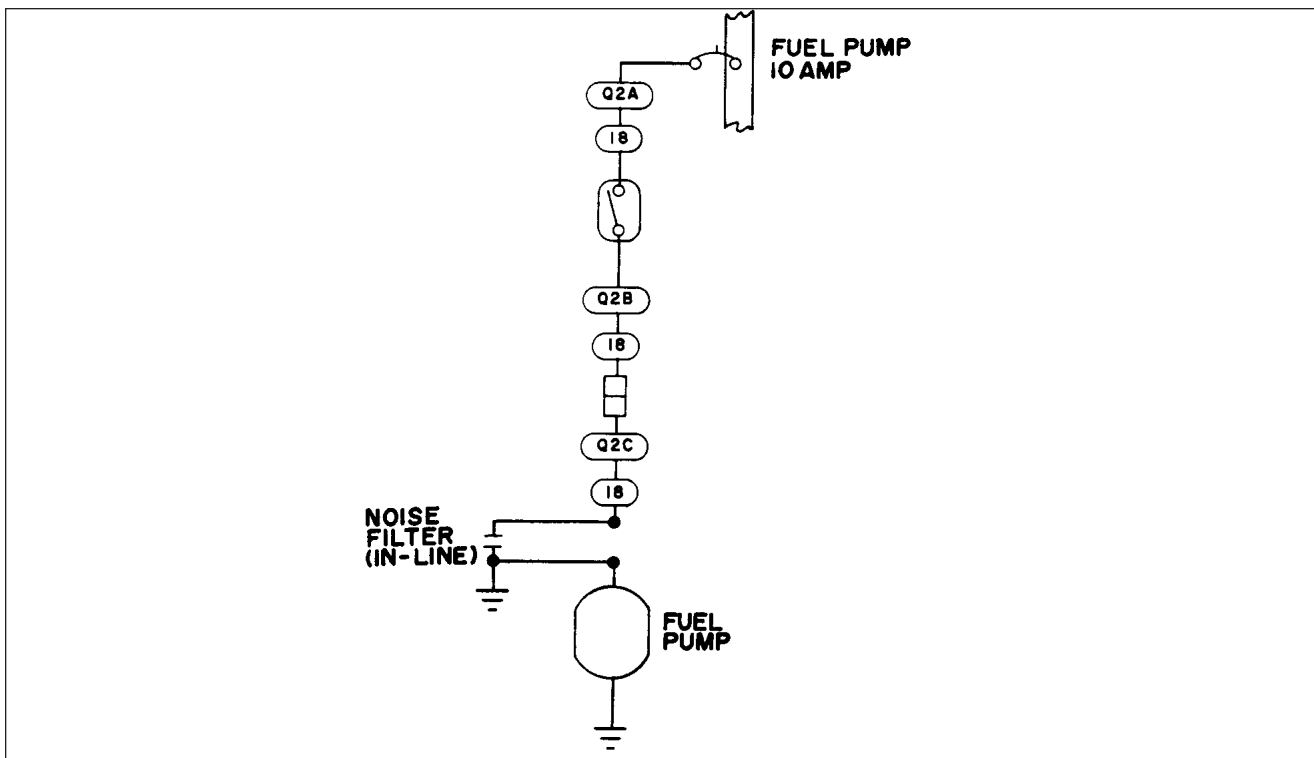 FUEL PUMP
10 AMP
Q2A
18
Q2B
18
Q2C
18
NOISE
FILTER
(IN-LINE)
FUEL
PUMP